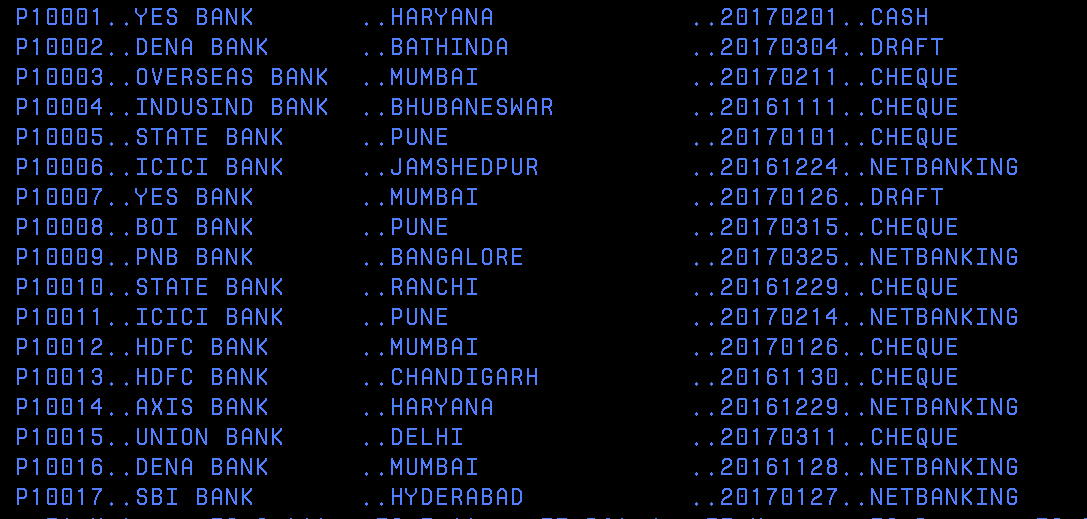 P10001..YES BANK ..HARYANA ..20170201..CASH
P10002..DENA BANK ..BATHINDA ..20170304..DRAFT
P10003..OVERSEAS BANK ..MUMBAI ..20170211..CHEQUE
P10004..INDUSIND BANK ..BHUBANESWAR ..20161111..CHEQUE
P10005..STATE BANK ..PUNE ..20170101..CHEQUE
P10006..ICICI BANK ..JAMSHEDPUR ..20161224..NETBANKING
P10007..YES BANK ..MUMBAI ..20170126..DRAFT
P10008..BOI BANK ..PUNE ..20170315..CHEQUE
P10009..PNB BANK ..BANGALORE ..20170325..NETBANKING
P10010..STATE BANK ..RANCHI ..20161229..CHEQUE
P10011..ICICI BANK ..PUNE ..20170214..NETBANKING
P10012..HDFC BANK ..MUMBAI ..20170126..CHEQUE
P10013..HDFC BANK ..CHANDIGARH ..20161130..CHEQUE
P10014..AXIS BANK ..HARYANA ..20161229..NETBANKING
P10015..UNION BANK ..DELHI ..20170311..CHEQUE
P10016..DENA BANK ..MUMBAI ..20161128..NETBANKING
P10017..SBI BANK ..HYDERABAD ..20170127..NETBANKING